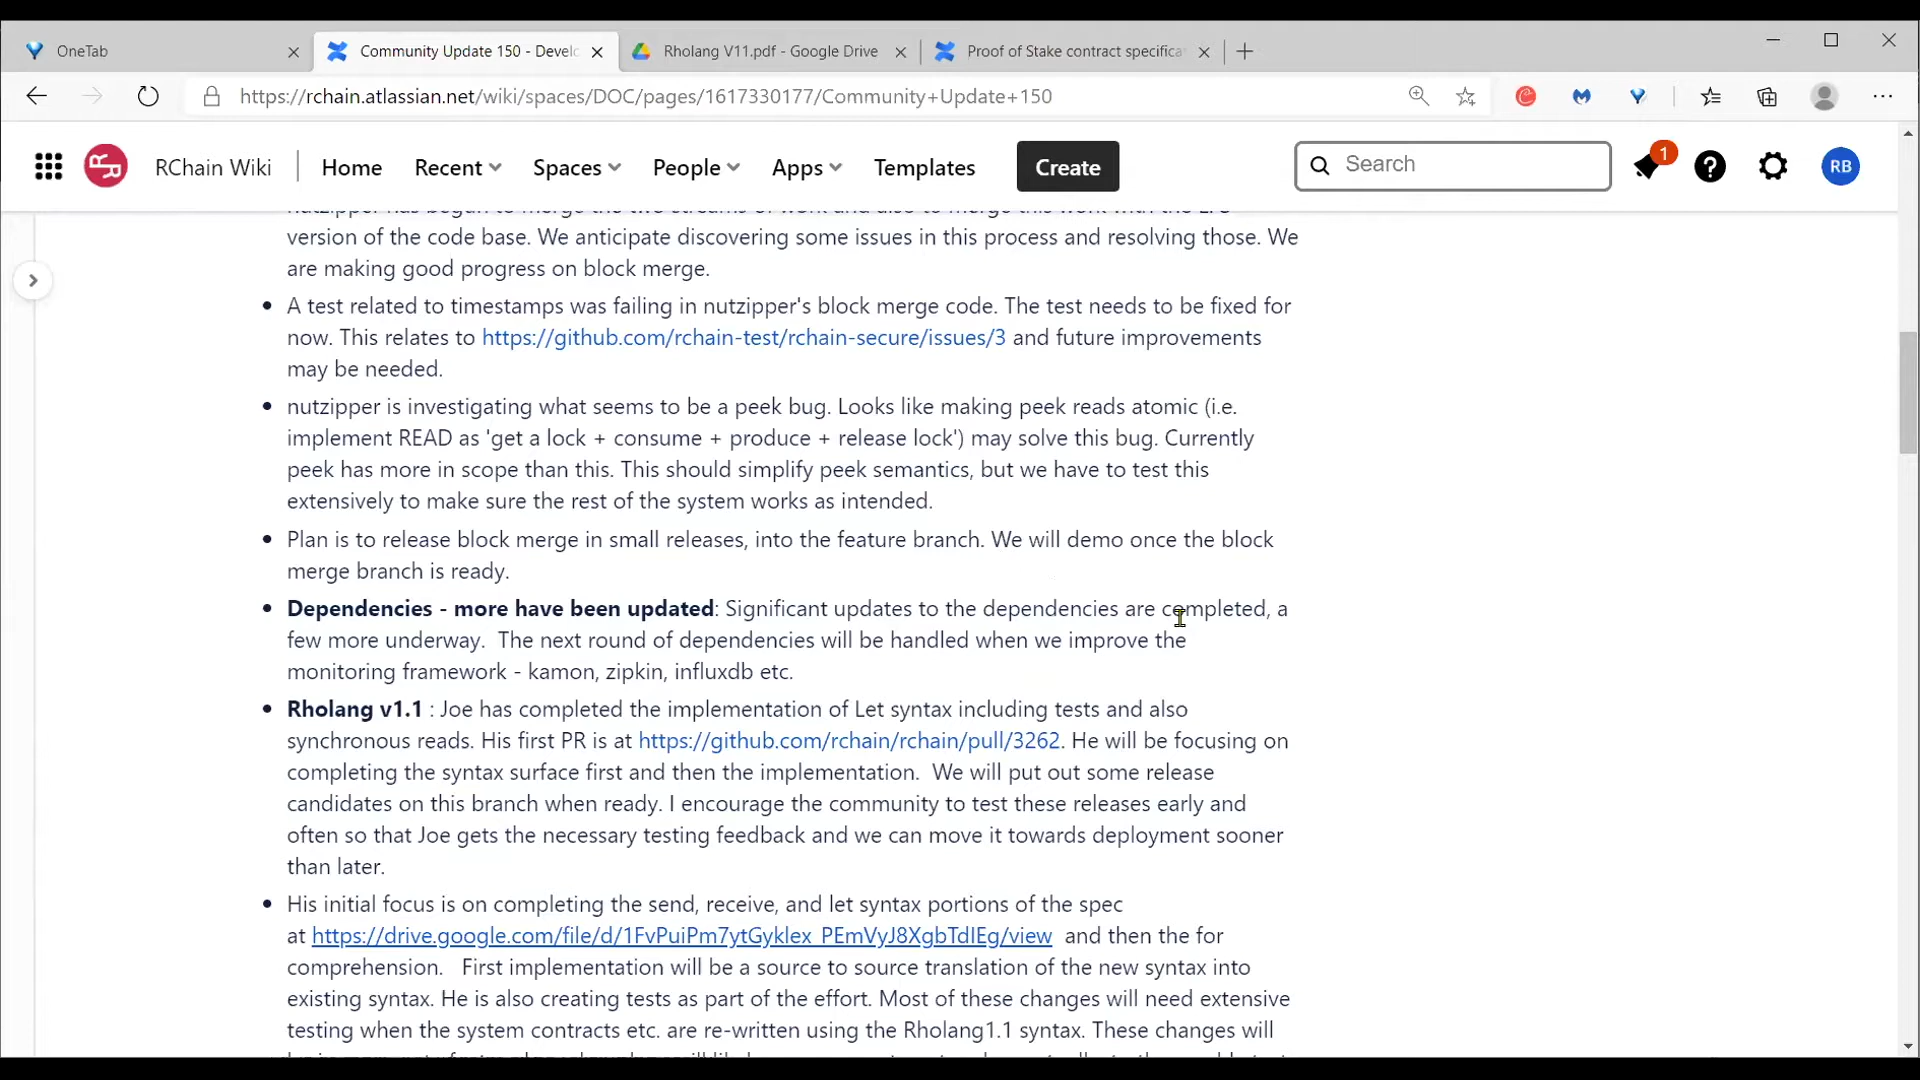 OneTab
Community Update 150 - Develo
Rholang V11.pdf - Google Drive
Proof of Stake contract specifica
https://rchain.atlassian.net/wiki/spaces/DOC/pages/1617330177/Community+Update+150
RChain Wiki
Home
Recent
Spaces
People
Apps
Templates
Create
Search
1
RB
nutzipper has begun to merge the two streams of work and also to merge this work with the LFS
version of the code base. We anticipate discovering some issues in this process and resolving those. We
are making good progress on block merge.
• A test related to timestamps was failing in nutzipper's block merge code. The test needs to be fixed for
now. This relates to https://github.com/rchain-test/rchain-secure/issues/3 and future improvements
may be needed.
• nutzipper is investigating what seems to be a peek bug. Looks like making peek reads atomic (i.e.
implement READ as 'get a lock + consume + produce + release lock') may solve this bug. Currently
peek has more in scope than this. This should simplify peek semantics, but we have to test this
extensively to make sure the rest of the system works as intended.
• Plan is to release block merge in small releases, into the feature branch. We will demo once the block
merge branch is ready.
• Dependencies - more have been updated: Significant updates to the dependencies are completed, a
few more underway.  The next round of dependencies will be handled when we improve the
monitoring framework - kamon, zipkin, influxdb etc.
• Rholang v1.1 : Joe has completed the implementation of Let syntax including tests and also
synchronous reads. His first PR is at https://github.com/rchain/rchain/pull/3262. He will be focusing on
completing the syntax surface first and then the implementation.  We will put out some release
candidates on this branch when ready. I encourage the community to test these releases early and
often so that Joe gets the necessary testing feedback and we can move it towards deployment sooner
than later.
• His initial focus is on completing the send, receive, and let syntax portions of the spec
at https://drive.google.com/file/d/1FvPuiPm7ytGyklex_PEmVyJ8XgbTdIEg/view  and then the for
comprehension.   First implementation will be a source to source translation of the new syntax into
existing syntax. He is also creating tests as part of the effort. Most of these changes will need extensive
testing when the system contracts etc. are re-written using the Rholang1.1 syntax. These changes will